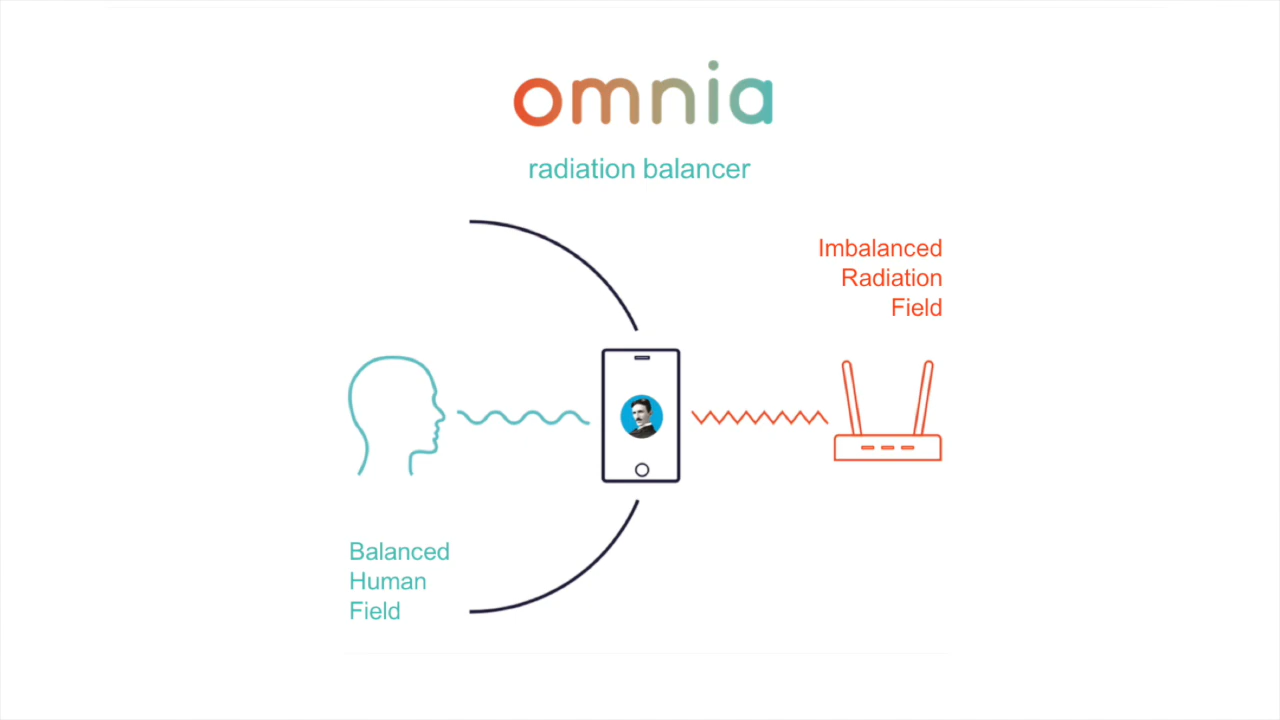 omnia
radiation balancer
Imbalanced
Radiation
Field
Balanced
Human
Field